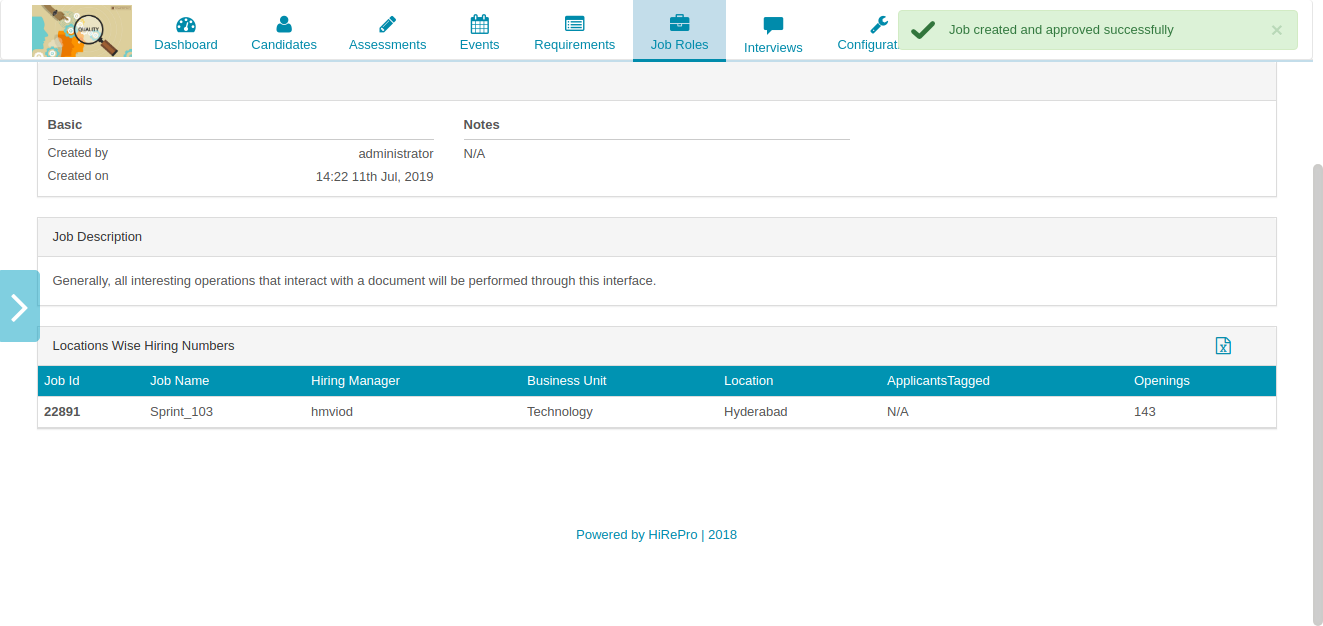 QUALITY
Dashboard Candidates Assessments Events Requirements Job Roles Interviews Configurat
Job created and approved successfully ×
Details
Basic Notes
Created by administrator N/A
Created on 14:22 11th Jul, 2019
Job Description
Generally, all interesting operations that interact with a document will be performed through this interface.
Locations Wise Hiring Numbers
Job Id Job Name Hiring Manager Business Unit Location ApplicantsTagged Openings
22891 Sprint_103 hmviod Technology Hyderabad N/A 143
Powered by HiRePro | 2018